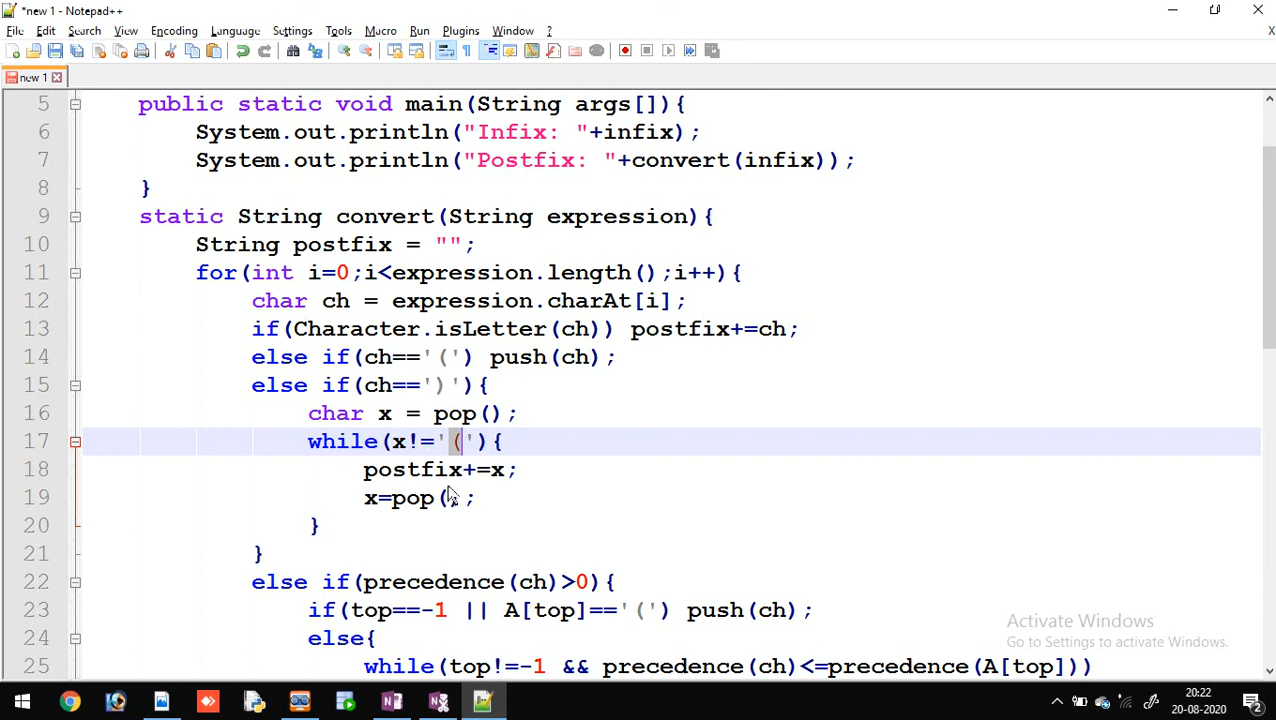 *new 1 - Notepad++
File Edit Search View Encoding Language Settings Tools Macro Run Plugins Window ?
new 1
5 public static void main(String args[]){
6 System.out.println("Infix: "+infix);
7 System.out.println("Postfix: "+convert(infix));
8 }
9 static String convert(String expression){
10 String postfix = "";
11 for(int i=0;i<expression.length();i++){
12 char ch = expression.charAt[i];
13 if(Character.isLetter(ch)) postfix+=ch;
14 else if(ch=='(') push(ch);
15 else if(ch==')'){
16 char x = pop();
17 while(x!='('){
18 postfix+=x;
19 x=pop();
20 }
21 }
22 else if(precedence(ch)>0){
23 if(top==-1 || A[top]=='(') push(ch);
24 else{
25 while(top!=-1 && precedence(ch)<=precedence(A[top]))
Activate Windows
Go to Settings to activate Windows.
20:22
20-08-2020
2